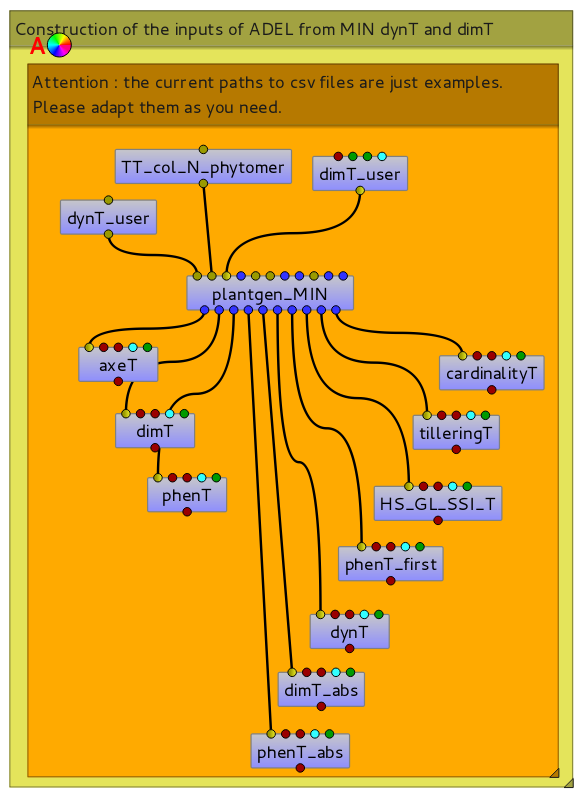 Construction of the inputs of ADEL from MIN dynT and dimT
A
Attention : the current paths to csv files are just examples.
Please adapt them as you need.
TT_col_N_phytomer
dimT_user
dynT_user
plantgen_MIN
axeT
cardinalityT
dimT
tilleringT
phenT
HS_GL_SSI_T
phenT_first
dynT
dimT_abs
phenT_abs